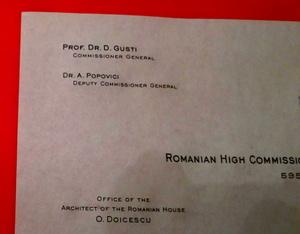 Prof. Dr. D. Gusti
Commissioner General
Dr. A. Popovici
Deputy Commissioner General
Romanian High Commissio
595
Office of the
Architect of the Romanian House
O. Doicescu